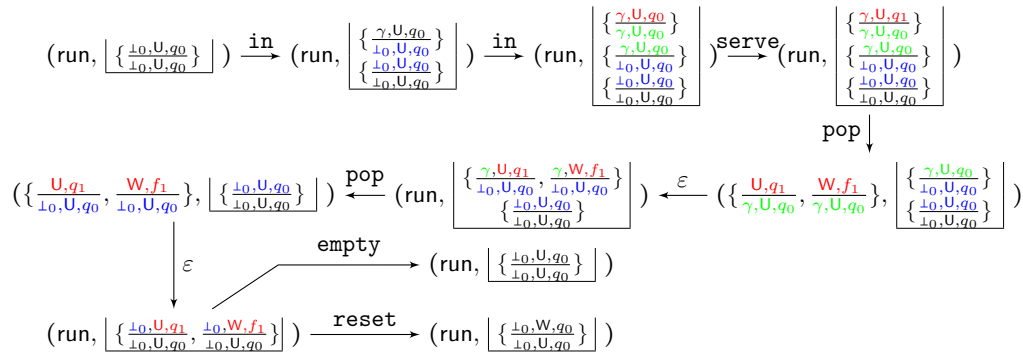 (run, {⊥₀,U,q₀ / ⊥₀,U,q₀}) in (run, {γ,U,q₀ / ⊥₀,U,q₀} {⊥₀,U,q₀ / ⊥₀,U,q₀}) in (run, {γ,U,q₀ / γ,U,q₀} {γ,U,q₀ / ⊥₀,U,q₀} {⊥₀,U,q₀ / ⊥₀,U,q₀}) serve (run, {γ,U,q₁ / γ,U,q₀} {γ,U,q₀ / ⊥₀,U,q₀} {⊥₀,U,q₀ / ⊥₀,U,q₀})
pop
({U,q₁ / ⊥₀,U,q₀, W,f₁ / ⊥₀,U,q₀}, {⊥₀,U,q₀ / ⊥₀,U,q₀}) pop (run, {γ,U,q₁ / ⊥₀,U,q₀, γ,W,f₁ / ⊥₀,U,q₀} {⊥₀,U,q₀ / ⊥₀,U,q₀}) ε ({U,q₁ / γ,U,q₀, W,f₁ / γ,U,q₀}, {γ,U,q₀ / ⊥₀,U,q₀} {⊥₀,U,q₀ / ⊥₀,U,q₀})
ε empty (run, {⊥₀,U,q₀ / ⊥₀,U,q₀})
(run, {⊥₀,U,q₁ / ⊥₀,U,q₀, ⊥₀,W,f₁ / ⊥₀,U,q₀}) reset (run, {⊥₀,W,q₀ / ⊥₀,U,q₀})